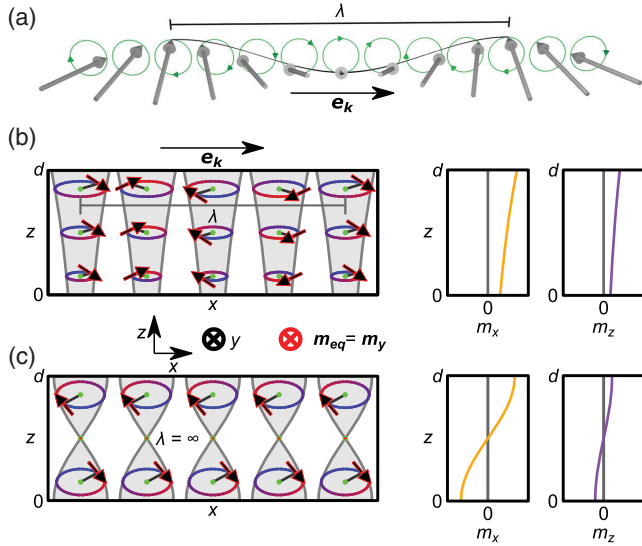 (a)
λ
e_k
(b)
e_k
d
z
λ
0
x
d
z
0
0
m_x
0
m_z
z
x
y
m_eq = m_y
(c)
d
z
λ = ∞
0
x
d
z
0
0
m_x
0
m_z